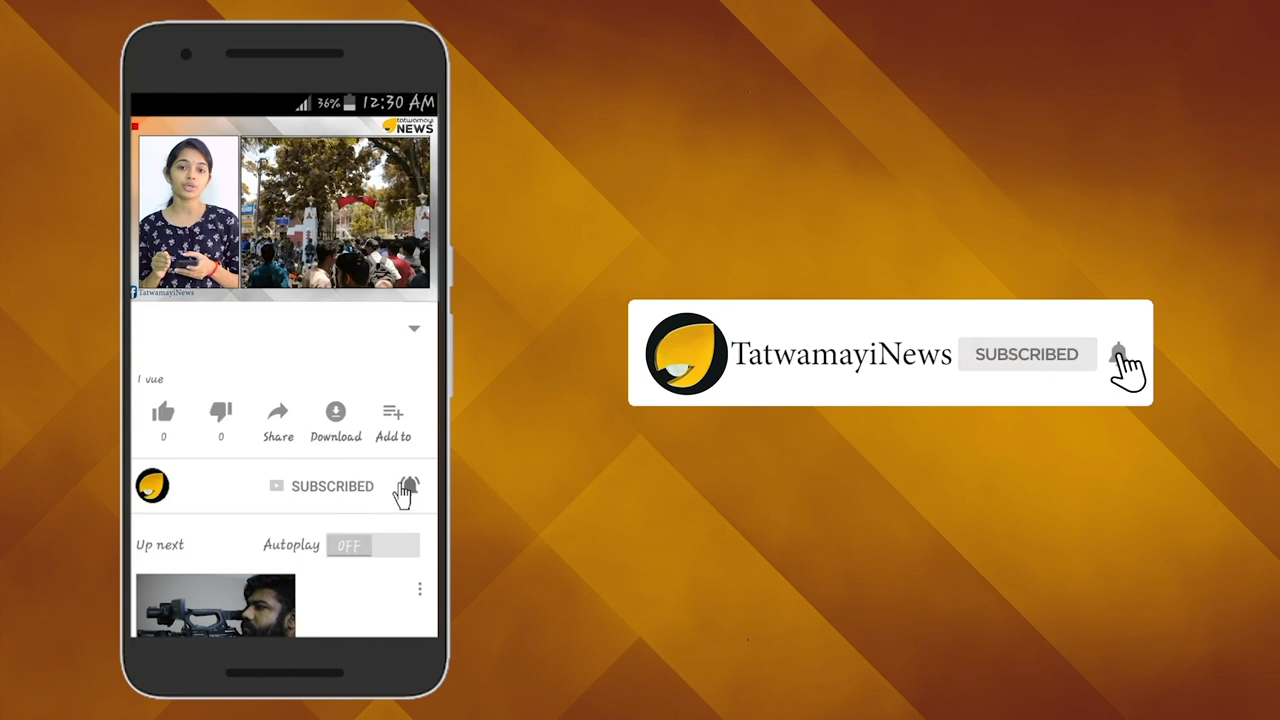 36% 12:30 AM
tatwamayi
NEWS
TatwamayiNews
1 vue
0 0 Share Download Add to
SUBSCRIBED
Up next Autoplay OFF
TatwamayiNews SUBSCRIBED